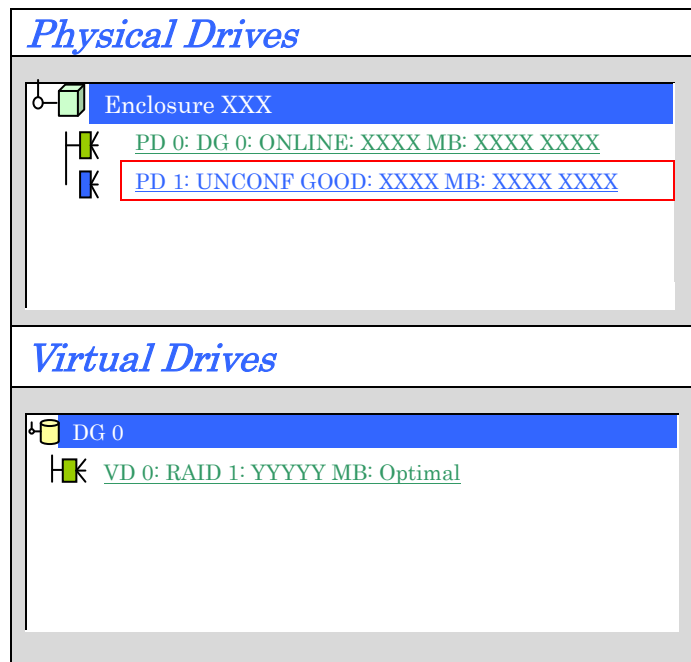 Physical Drives
Enclosure XXX
PD 0: DG 0: ONLINE: XXXX MB: XXXX XXXX
PD 1: UNCONF GOOD: XXXX MB: XXXX XXXX
Virtual Drives
DG 0
VD 0: RAID 1: YYYYY MB: Optimal